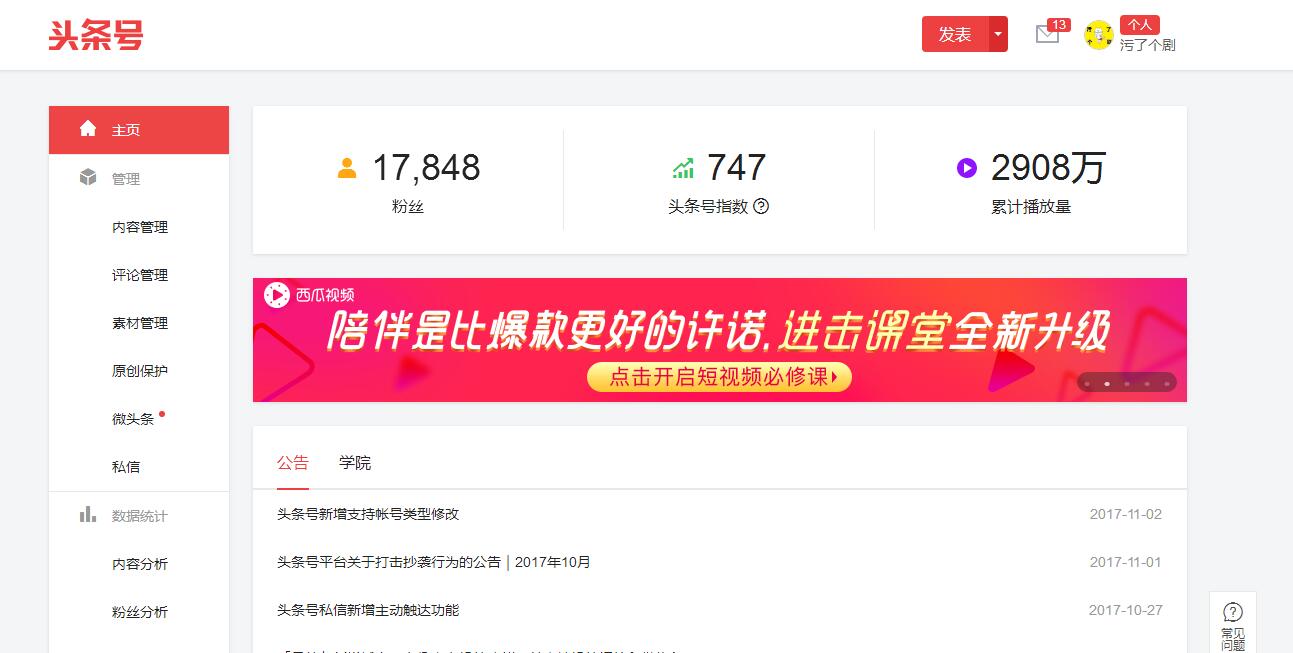 头条号
发表
13
个人
污了个剧
主页
管理
内容管理
评论管理
素材管理
原创保护
微头条
私信
数据统计
内容分析
粉丝分析
17,848
粉丝
747
头条号指数
2908万
累计播放量
西瓜视频
陪伴是比爆款更好的许诺,进击课堂全新升级
点击开启短视频必修课
公告 学院
头条号新增支持帐号类型修改 2017-11-02
头条号平台关于打击抄袭行为的公告｜2017年10月 2017-11-01
头条号私信新增主动触达功能 2017-10-27
常见
问题